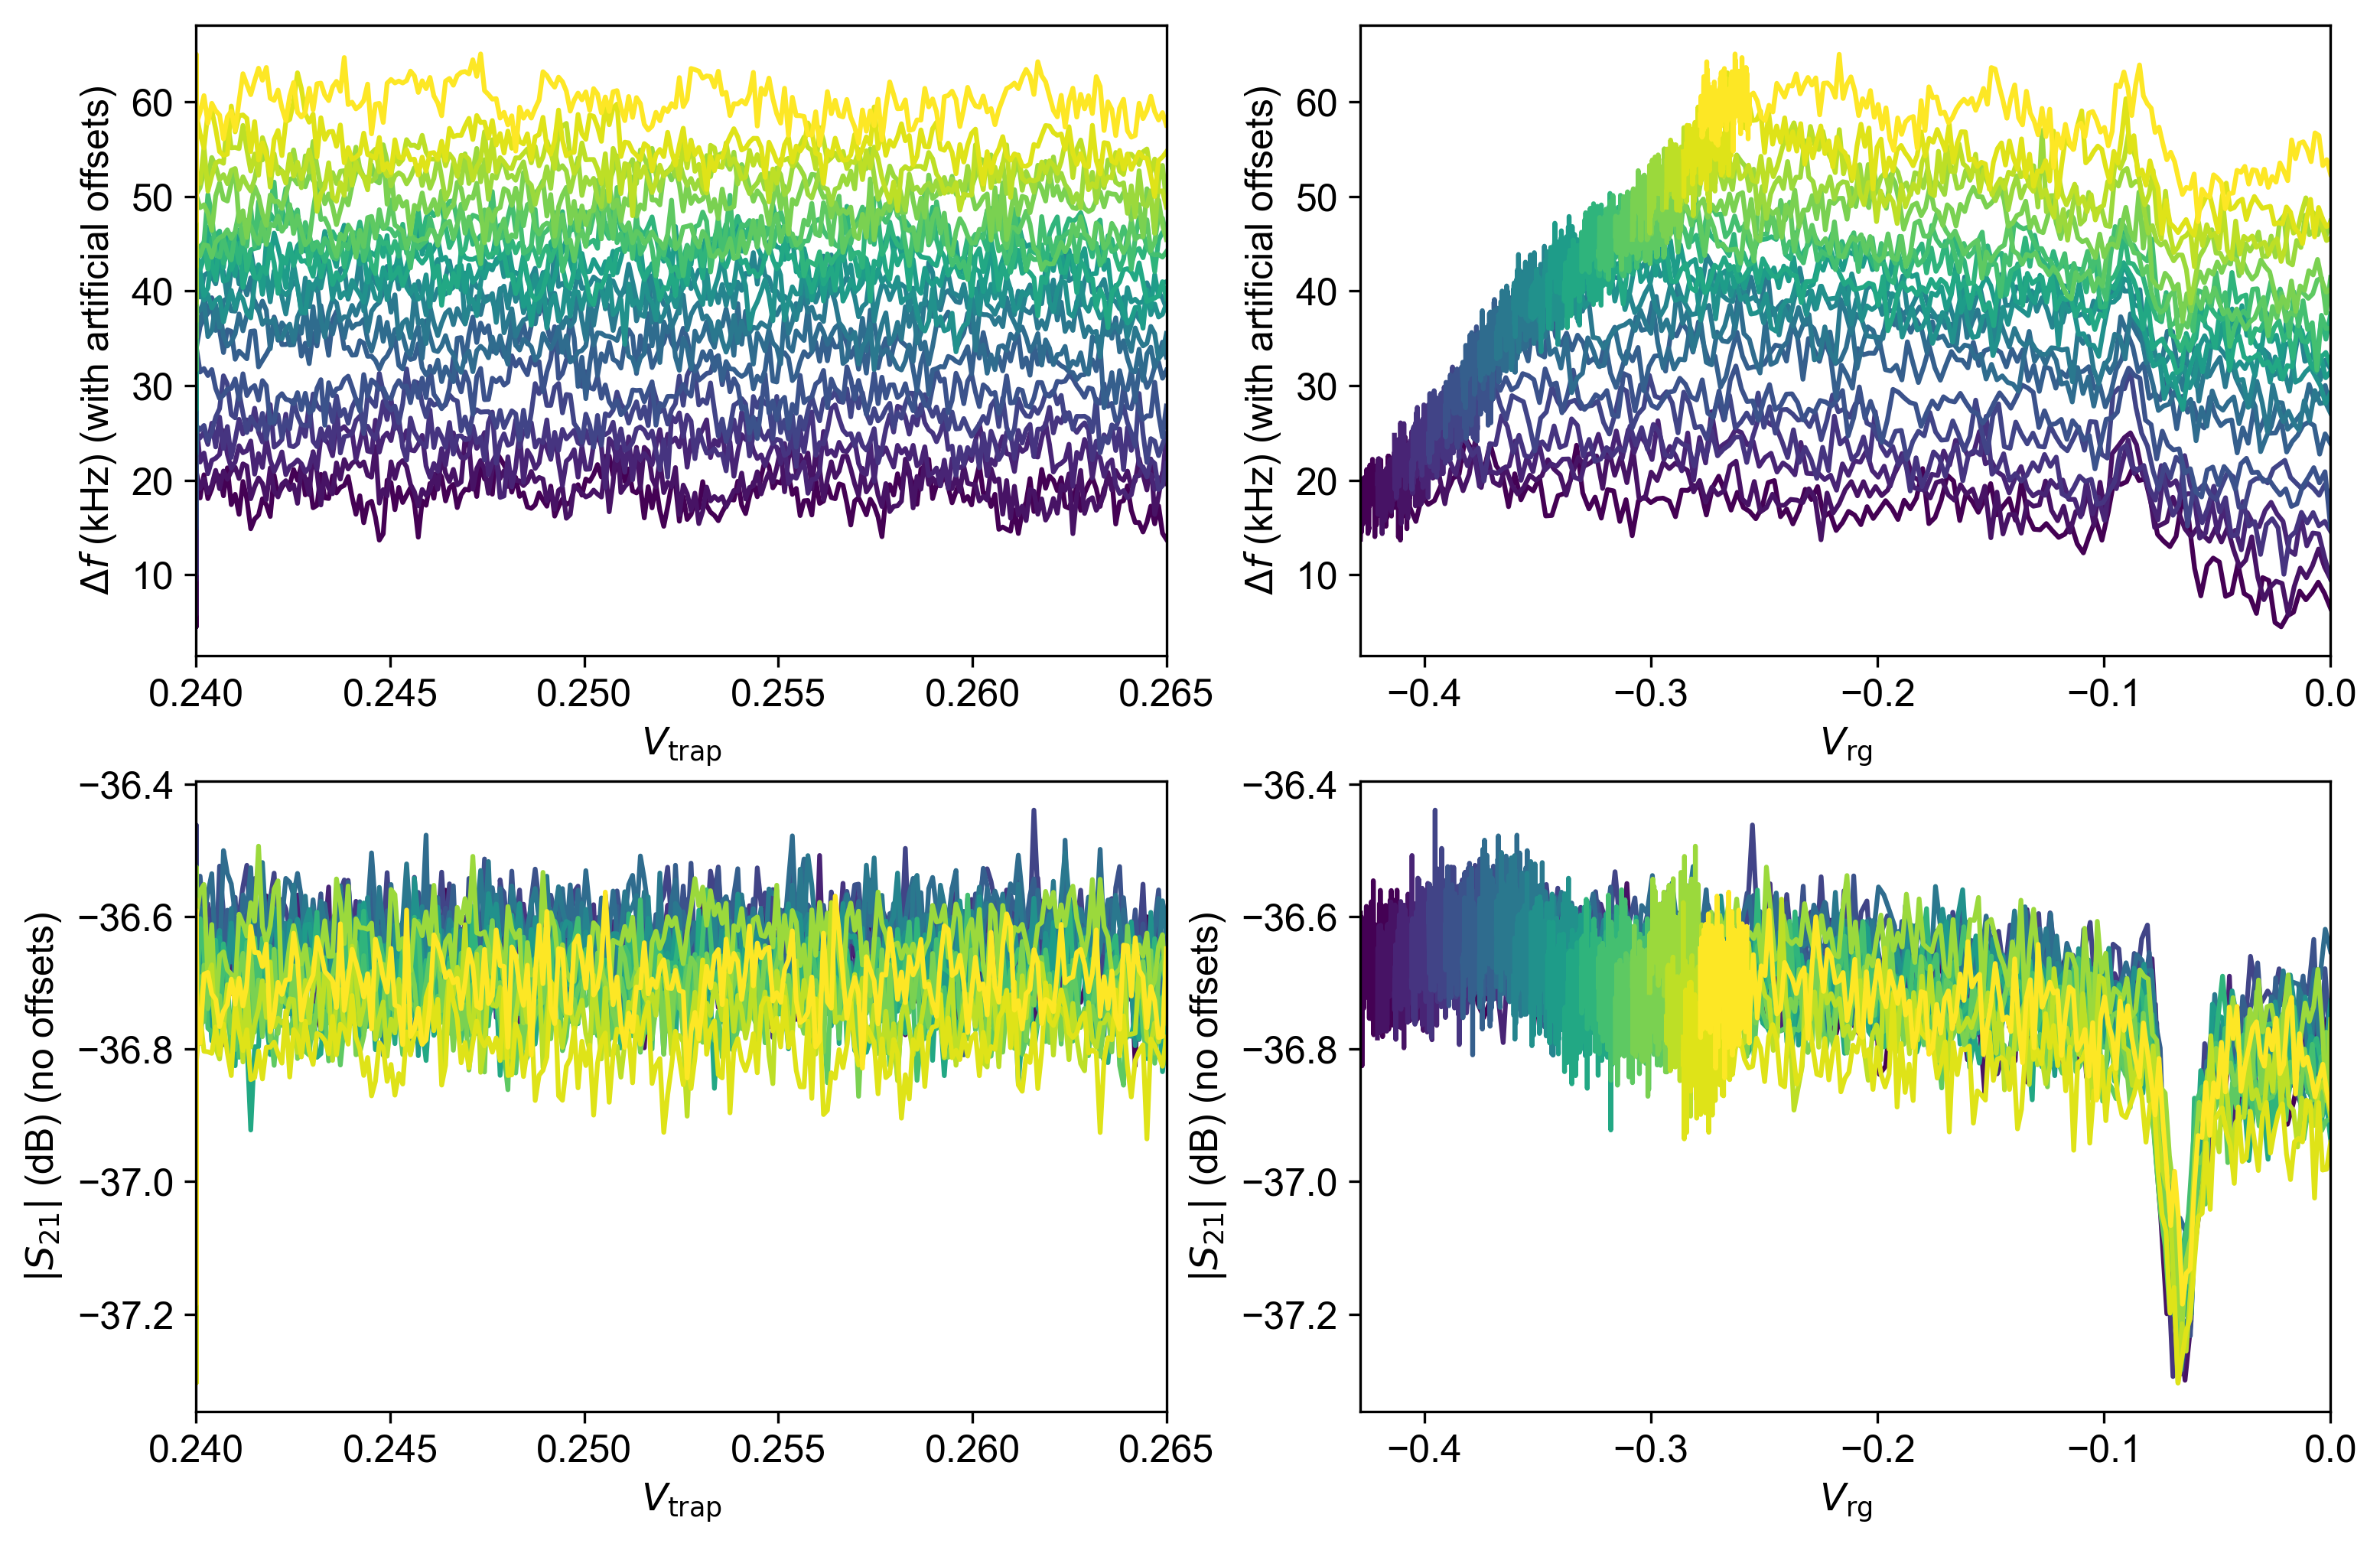 Δf (kHz) (with artificial offsets)
60
50
40
30
20
10
0.240 0.245 0.250 0.255 0.260 0.265
V_trap
Δf (kHz) (with artificial offsets)
60
50
40
30
20
10
−0.4 −0.3 −0.2 −0.1 0.0
V_rg
|S_21| (dB) (no offsets)
−36.4
−36.6
−36.8
−37.0
−37.2
0.240 0.245 0.250 0.255 0.260 0.265
V_trap
|S_21| (dB) (no offsets)
−36.4
−36.6
−36.8
−37.0
−37.2
−0.4 −0.3 −0.2 −0.1 0.0
V_rg